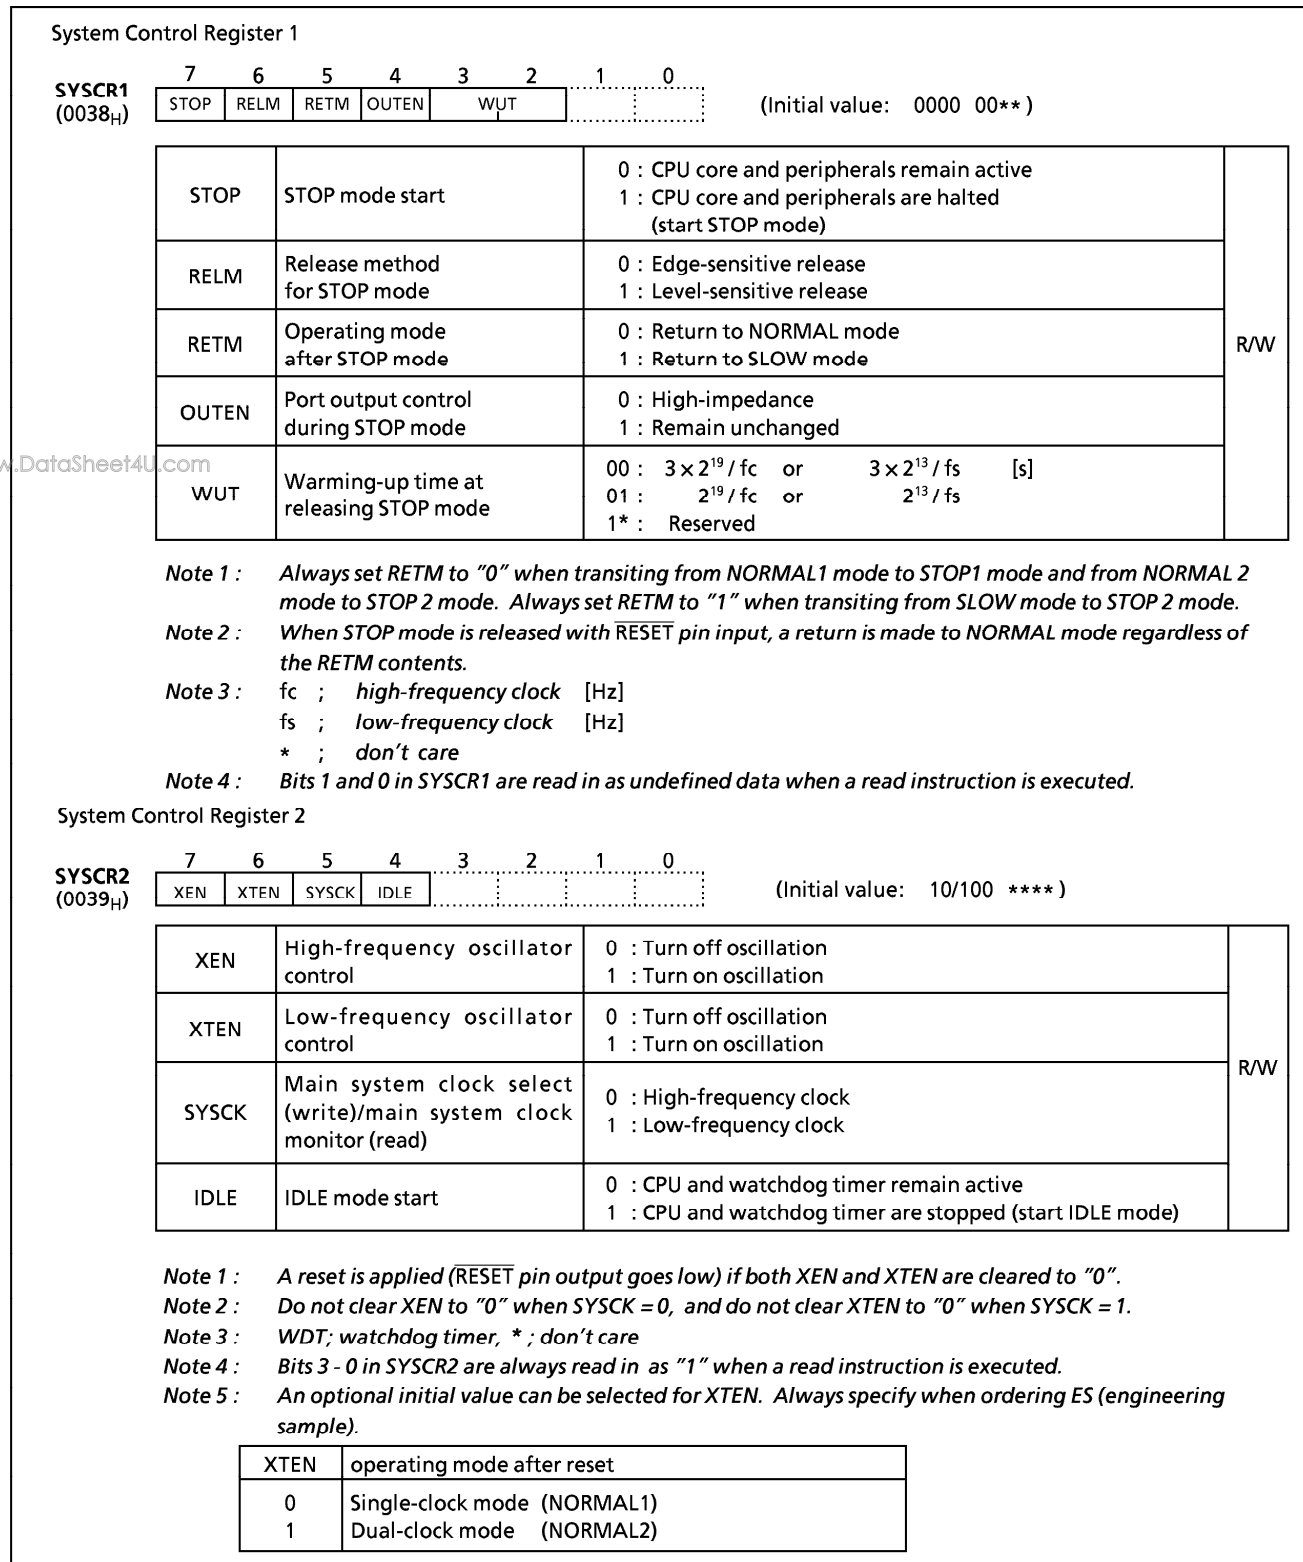 System Control Register 1
7 6 5 4 3 2 1 0
SYSCR1
(0038H)
STOP RELM RETM OUTEN WUT
(Initial value: 0000 00**)
STOP
STOP mode start
0 : CPU core and peripherals remain active
1 : CPU core and peripherals are halted
(start STOP mode)
RELM
Release method
for STOP mode
0 : Edge-sensitive release
1 : Level-sensitive release
RETM
Operating mode
after STOP mode
0 : Return to NORMAL mode
1 : Return to SLOW mode
R/W
OUTEN
Port output control
during STOP mode
0 : High-impedance
1 : Remain unchanged
w.DataSheet4U.com
WUT
Warming-up time at
releasing STOP mode
00 : 3 × 2¹⁹ / fc or 3 × 2¹³ / fs [s]
01 : 2¹⁹ / fc or 2¹³ / fs
1* : Reserved
Note 1 : Always set RETM to "0" when transiting from NORMAL1 mode to STOP1 mode and from NORMAL 2
mode to STOP 2 mode. Always set RETM to "1" when transiting from SLOW mode to STOP 2 mode.
Note 2 : When STOP mode is released with RESET pin input, a return is made to NORMAL mode regardless of
the RETM contents.
Note 3 : fc ; high-frequency clock [Hz]
fs ; low-frequency clock [Hz]
* ; don't care
Note 4 : Bits 1 and 0 in SYSCR1 are read in as undefined data when a read instruction is executed.
System Control Register 2
7 6 5 4 3 2 1 0
SYSCR2
(0039H)
XEN XTEN SYSCK IDLE
(Initial value: 10/100 ****)
XEN
High-frequency oscillator
control
0 : Turn off oscillation
1 : Turn on oscillation
XTEN
Low-frequency oscillator
control
0 : Turn off oscillation
1 : Turn on oscillation
R/W
SYSCK
Main system clock select
(write)/main system clock
monitor (read)
0 : High-frequency clock
1 : Low-frequency clock
IDLE
IDLE mode start
0 : CPU and watchdog timer remain active
1 : CPU and watchdog timer are stopped (start IDLE mode)
Note 1 : A reset is applied (RESET pin output goes low) if both XEN and XTEN are cleared to "0".
Note 2 : Do not clear XEN to "0" when SYSCK = 0, and do not clear XTEN to "0" when SYSCK = 1.
Note 3 : WDT; watchdog timer, * ; don't care
Note 4 : Bits 3 - 0 in SYSCR2 are always read in as "1" when a read instruction is executed.
Note 5 : An optional initial value can be selected for XTEN. Always specify when ordering ES (engineering
sample).
XTEN operating mode after reset
0 Single-clock mode (NORMAL1)
1 Dual-clock mode (NORMAL2)